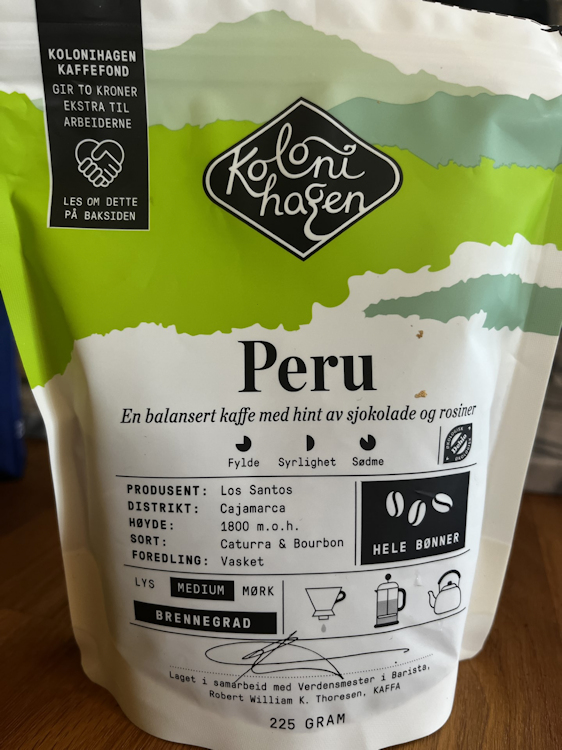 KOLONIHAGEN
KAFFEFOND
GIR TO KRONER
EKSTRA TIL
ARBEIDERNE
LES OM DETTE
PÅ BAKSIDEN
Koloni
hagen
Peru
En balansert kaffe med hint av sjokolade og rosiner
Fylde Syrlighet Sødme
PRODUSENT: Los Santos
DISTRIKT: Cajamarca
HØYDE: 1800 m.o.h.
SORT: Caturra & Bourbon
FOREDLING: Vasket
HELE BØNNER
LYS MEDIUM MØRK
BRENNEGRAD
Laget i samarbeid med Verdensmester i Barista,
Robert William K. Thoresen, KAFFA
225 GRAM